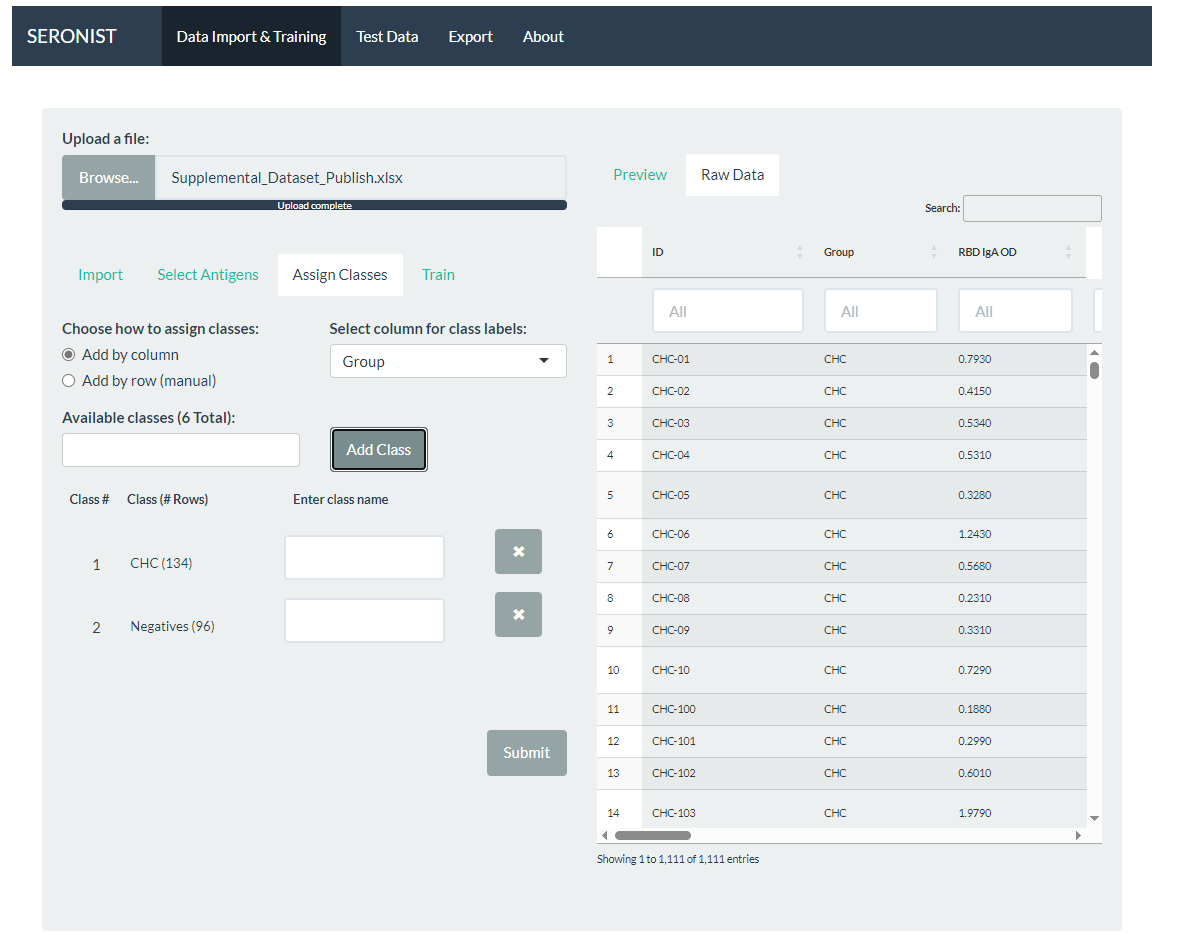 SERONIST Data Import & Training Test Data Export About
Upload a file:
Browse... Supplemental_Dataset_Publish.xlsx
Upload complete
Import Select Antigens Assign Classes Train
Choose how to assign classes: Select column for class labels:
Add by column Group
Add by row (manual)
Available classes (6 Total):
Add Class
Class # Class (# Rows) Enter class name
1 CHC (134) ✖
2 Negatives (96) ✖
Submit
Preview Raw Data
Search:
ID Group RBD IgA OD
All All All
1 CHC-01 CHC 0.7930
2 CHC-02 CHC 0.4150
3 CHC-03 CHC 0.5340
4 CHC-04 CHC 0.5310
5 CHC-05 CHC 0.3280
6 CHC-06 CHC 1.2430
7 CHC-07 CHC 0.5680
8 CHC-08 CHC 0.2310
9 CHC-09 CHC 0.3310
10 CHC-10 CHC 0.7290
11 CHC-100 CHC 0.1880
12 CHC-101 CHC 0.2990
13 CHC-102 CHC 0.6010
14 CHC-103 CHC 1.9790
Showing 1 to 1,111 of 1,111 entries